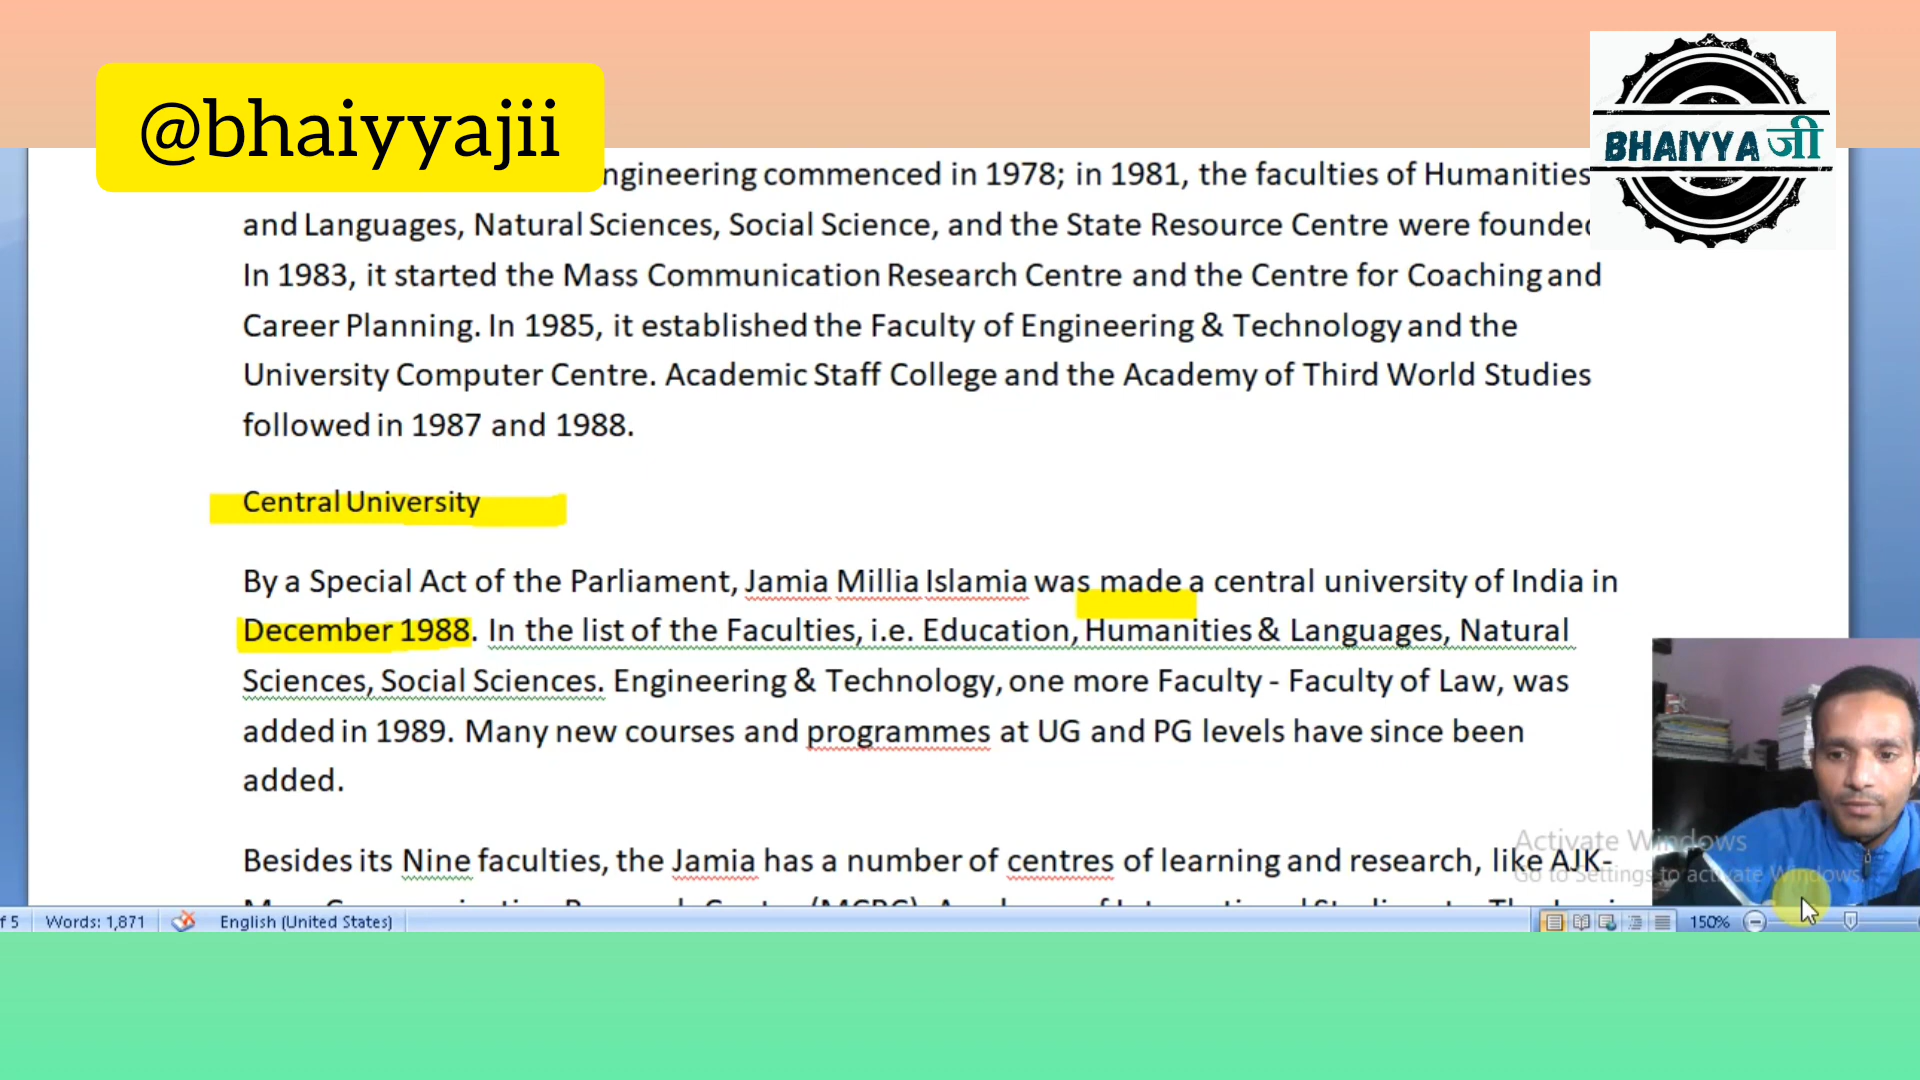 @bhaiyyajii
BHAIYYA जी
ngineering commenced in 1978; in 1981, the faculties of Humanities
and Languages, Natural Sciences, Social Science, and the State Resource Centre were founded
In 1983, it started the Mass Communication Research Centre and the Centre for Coaching and
Career Planning. In 1985, it established the Faculty of Engineering & Technology and the
University Computer Centre. Academic Staff College and the Academy of Third World Studies
followed in 1987 and 1988.
Central University
By a Special Act of the Parliament, Jamia Millia Islamia was made a central university of India in
December 1988. In the list of the Faculties, i.e. Education, Humanities & Languages, Natural
Sciences, Social Sciences. Engineering & Technology, one more Faculty - Faculty of Law, was
added in 1989. Many new courses and programmes at UG and PG levels have since been
added.
Besides its Nine faculties, the Jamia has a number of centres of learning and research, like AJK-
Activate Windows
Go to Settings to activate Windows.
f 5 Words: 1,871 English (United States) 150%